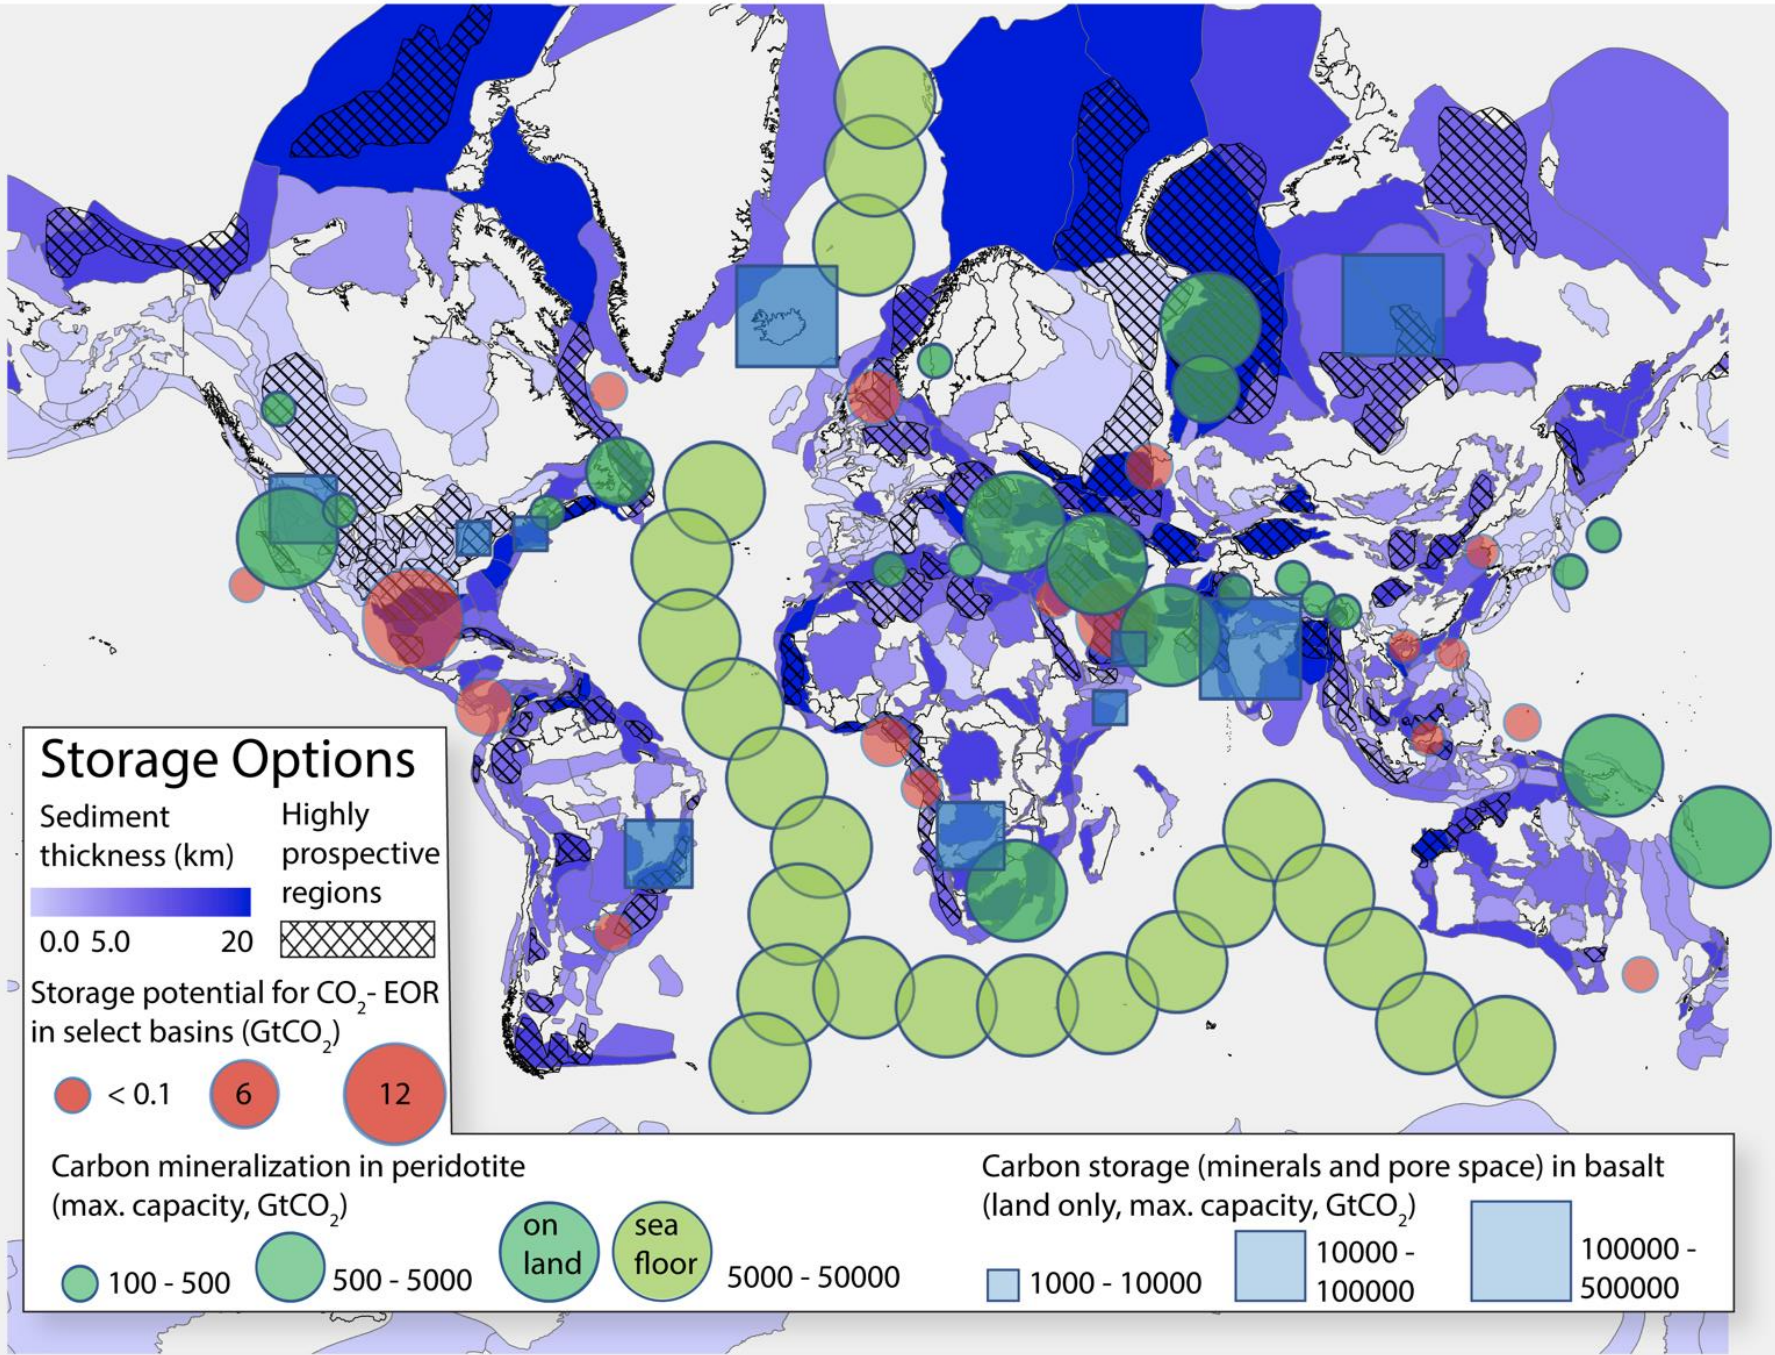 Storage Options
Sediment
thickness (km)
0.0 5.0 20
Highly
prospective
regions
Storage potential for CO₂- EOR
in select basins (GtCO₂)
< 0.1
6
12
Carbon mineralization in peridotite
(max. capacity, GtCO₂)
100 - 500
500 - 5000
on
land
sea
floor
5000 - 50000
Carbon storage (minerals and pore space) in basalt
(land only, max. capacity, GtCO₂)
1000 - 10000
10000 -
100000
100000 -
500000